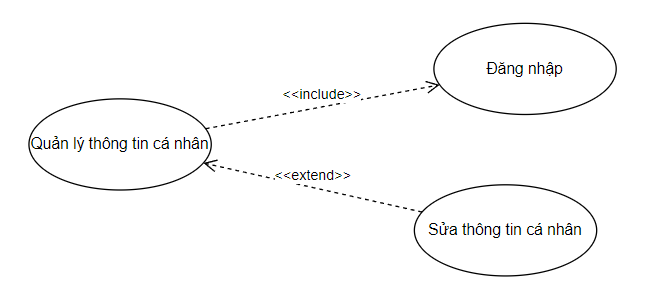 Đăng nhập
<<include>>
Quản lý thông tin cá nhân
<<extend>>
Sửa thông tin cá nhân